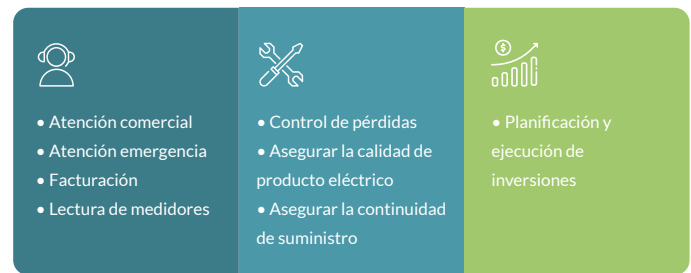 • Atención comercial
• Atención emergencia
• Facturación
• Lectura de medidores
• Control de pérdidas
• Asegurar la calidad de
producto eléctrico
• Asegurar la continuidad
de suministro
$
• Planificación y
ejecución de
inversiones